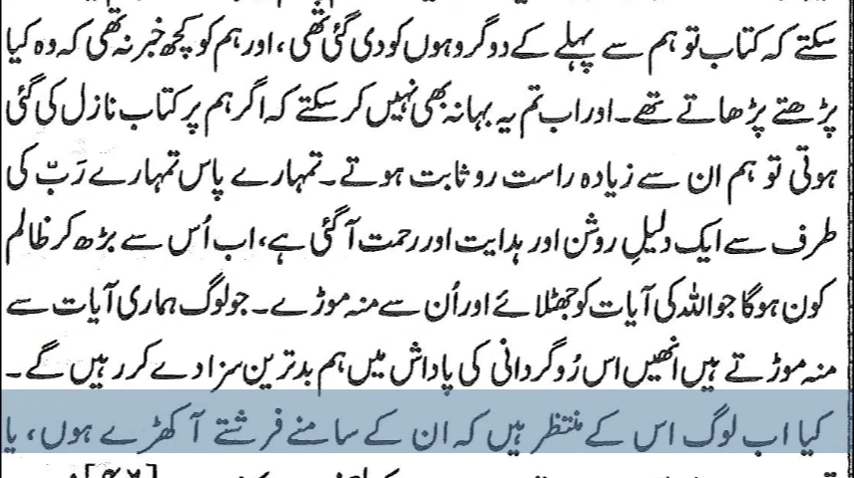 سکتے کہ کتاب تو ہم سے پہلے کے دو گروہوں کو دی گئی تھی، اور ہم کو کچھ خبر نہ تھی کہ وہ کیا
پڑھتے پڑھاتے تھے۔ اور اب تم یہ بہانہ بھی نہیں کر سکتے کہ اگر ہم پر کتاب نازل کی گئی
ہوتی تو ہم ان سے زیادہ راست رو ثابت ہوتے۔ تمہارے پاس تمہارے رَبّ کی
طرف سے ایک دلیلِ روشن اور ہدایت اور رحمت آگئی ہے، اب اُس سے بڑھ کر ظالم
کون ہوگا جو اللہ کی آیات کو جھٹلائے اور اُن سے منہ موڑے۔ جو لوگ ہماری آیات سے
منہ موڑتے ہیں انھیں اس رُوگردانی کی پاداش میں ہم بدترین سزا دے کر رہیں گے۔
کیا اب لوگ اس کے منتظر ہیں کہ ان کے سامنے فرشتے آ کھڑے ہوں، یا